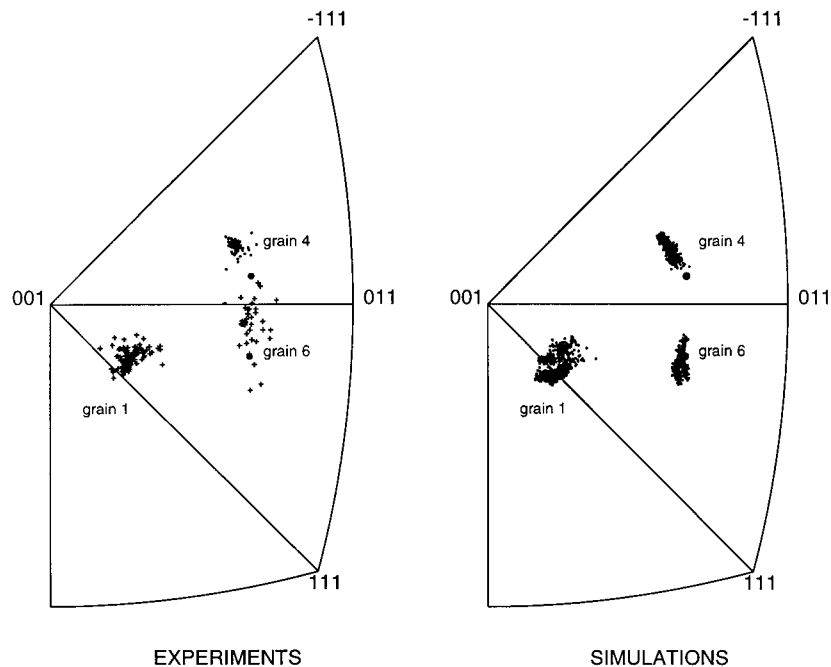 -111
-111
grain 4
grain 4
001
011
001
011
grain 6
grain 6
grain 1
grain 1
111
111
EXPERIMENTS
SIMULATIONS